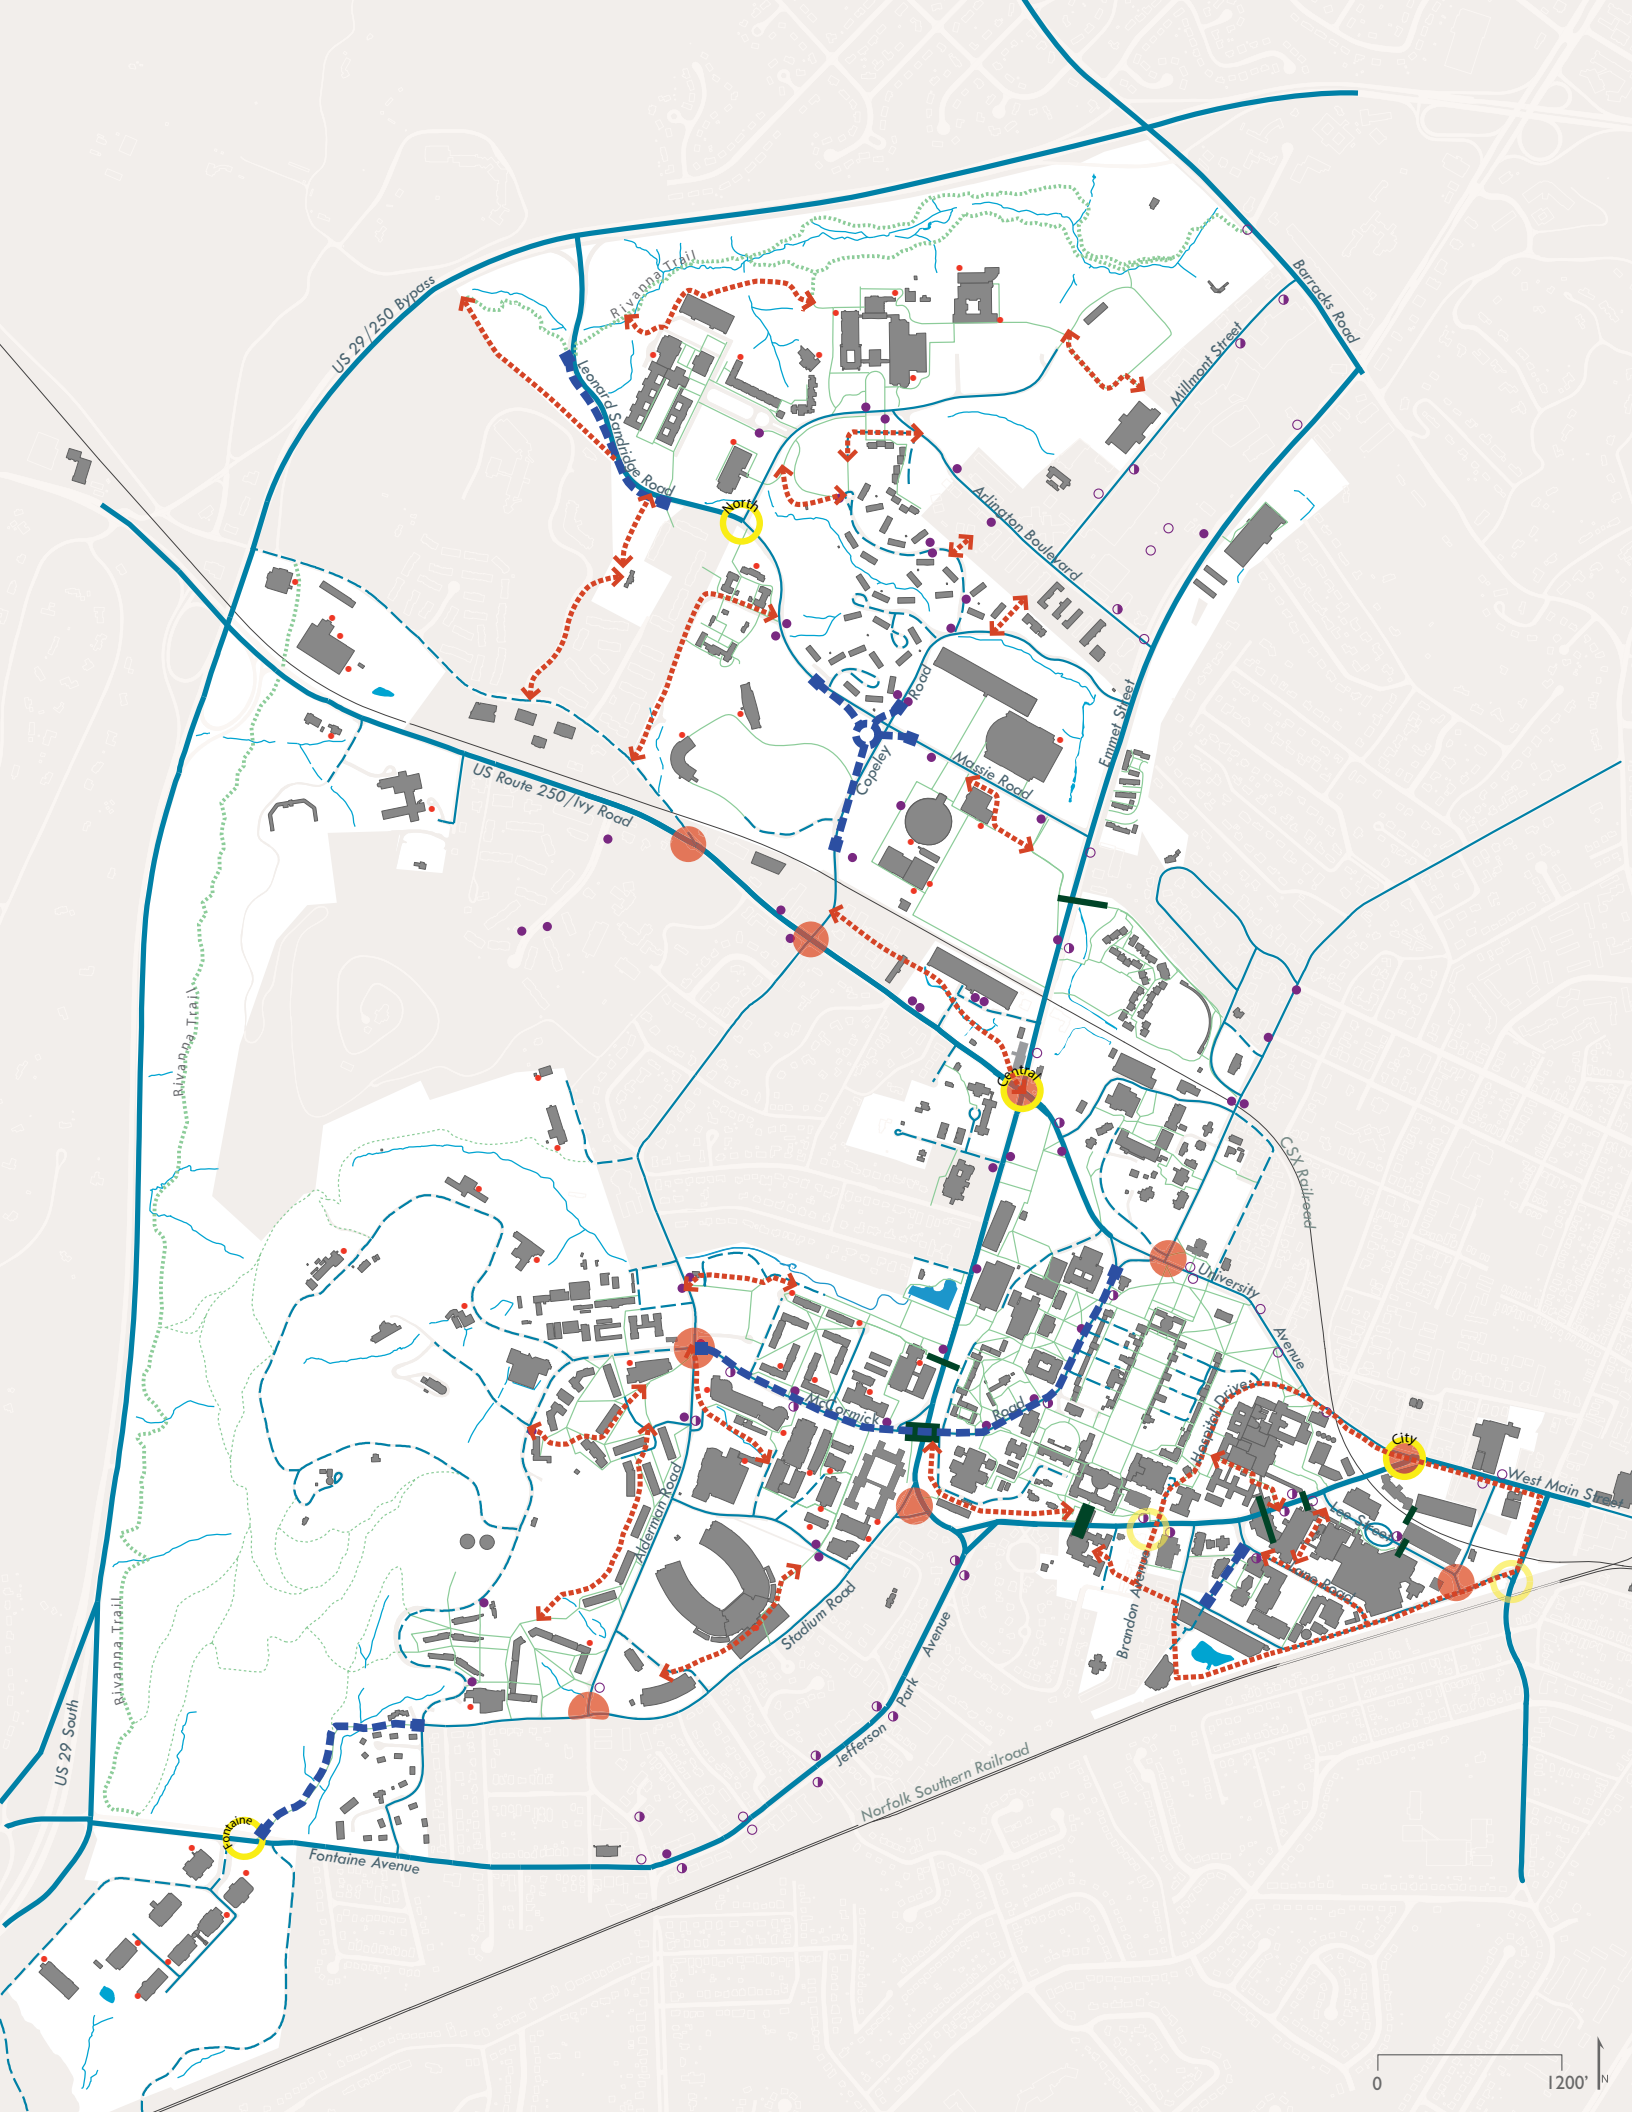 Rivanna Trail
US 29/250 Bypass
Barracks Road
Millmont Street
Leonard Sandridge Road
North
Arlington Boulevard
Emmet Street
Road
Copeley
Massie Road
US Route 250/Ivy Road
Rivanna Trail
Central
CSX Railroad
University
Avenue
Hospital Drive
McCormick
Road
City
West Main Street
Lee Street
Lane Road
Alderman Road
Brandon Avenue
Stadium Road
Avenue
Park
Jefferson
Rivanna Trail
US 29 South
Norfolk Southern Railroad
Fontaine
Fontaine Avenue
0
1200'
N